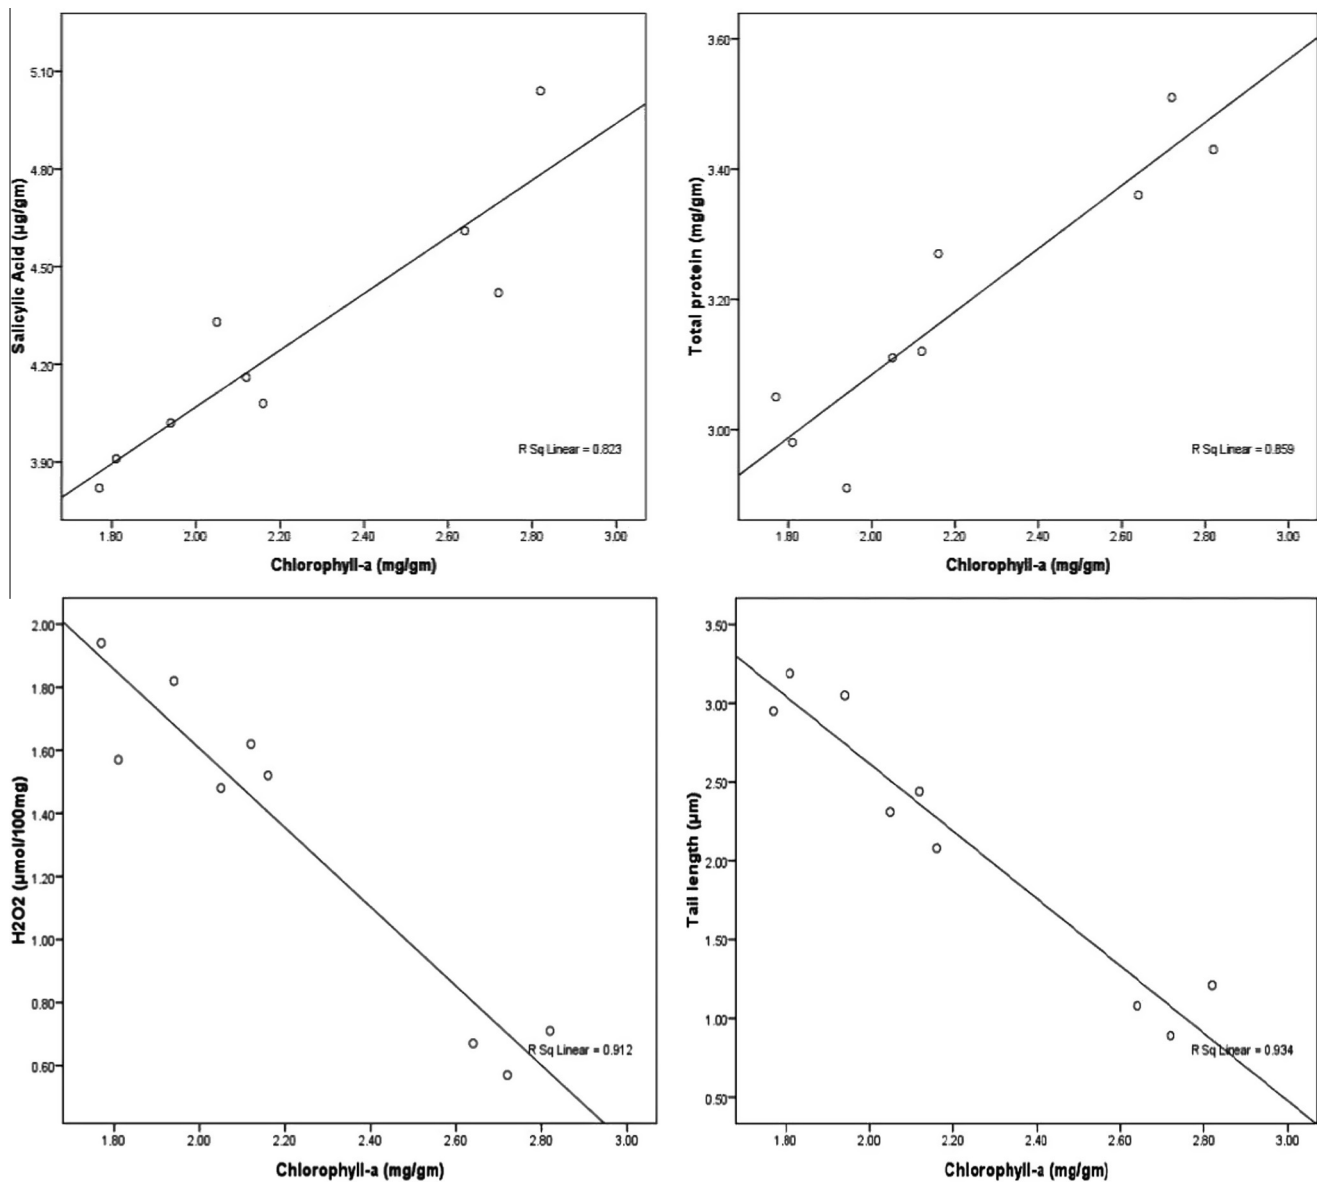 5.10
4.80
4.50
4.20
3.90
Salicylic Acid (µg/gm)
R Sq Linear = 0.823
1.80 2.00 2.20 2.40 2.60 2.80 3.00
Chlorophyll-a (mg/gm)
3.60
3.40
3.20
3.00
Total protein (mg/gm)
R Sq Linear = 0.859
1.80 2.00 2.20 2.40 2.60 2.80 3.00
Chlorophyll-a (mg/gm)
2.00
1.80
1.60
1.40
1.20
1.00
0.80
0.60
H2O2 (µmol/100mg)
R Sq Linear = 0.912
1.80 2.00 2.20 2.40 2.60 2.80 3.00
Chlorophyll-a (mg/gm)
3.50
3.00
2.50
2.00
1.50
1.00
0.50
Tail length (µm)
R Sq Linear = 0.934
1.80 2.00 2.20 2.40 2.60 2.80 3.00
Chlorophyll-a (mg/gm)